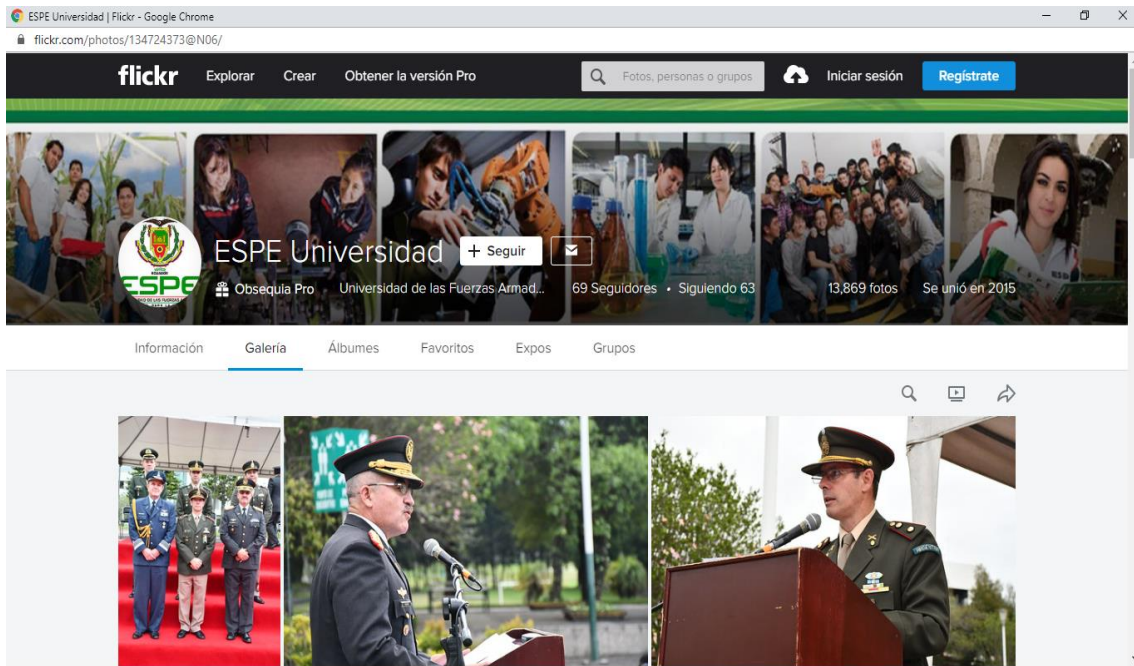 ESPE Universidad | Flickr - Google Chrome
flickr.com/photos/134724373@N06/
flickr Explorar Crear Obtener la versión Pro Fotos, personas o grupos Iniciar sesión Regístrate
ESPE Universidad + Seguir
ESPE
Obsequia Pro Universidad de las Fuerzas Armad... 69 Seguidores • Siguiendo 63 13,869 fotos Se unió en 2015
Información Galería Álbumes Favoritos Expos Grupos